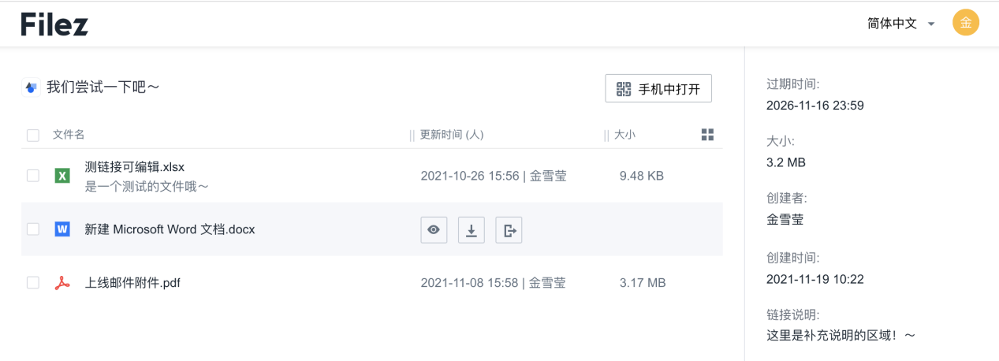 Filez
简体中文
金
我们尝试一下吧～
手机中打开
文件名
更新时间 (人)
大小
测链接可编辑.xlsx
是一个测试的文件哦～
2021-10-26 15:56 | 金雪莹
9.48 KB
新建 Microsoft Word 文档.docx
上线邮件附件.pdf
2021-11-08 15:58 | 金雪莹
3.17 MB
过期时间:
2026-11-16 23:59
大小:
3.2 MB
创建者:
金雪莹
创建时间:
2021-11-19 10:22
链接说明:
这里是补充说明的区域！～